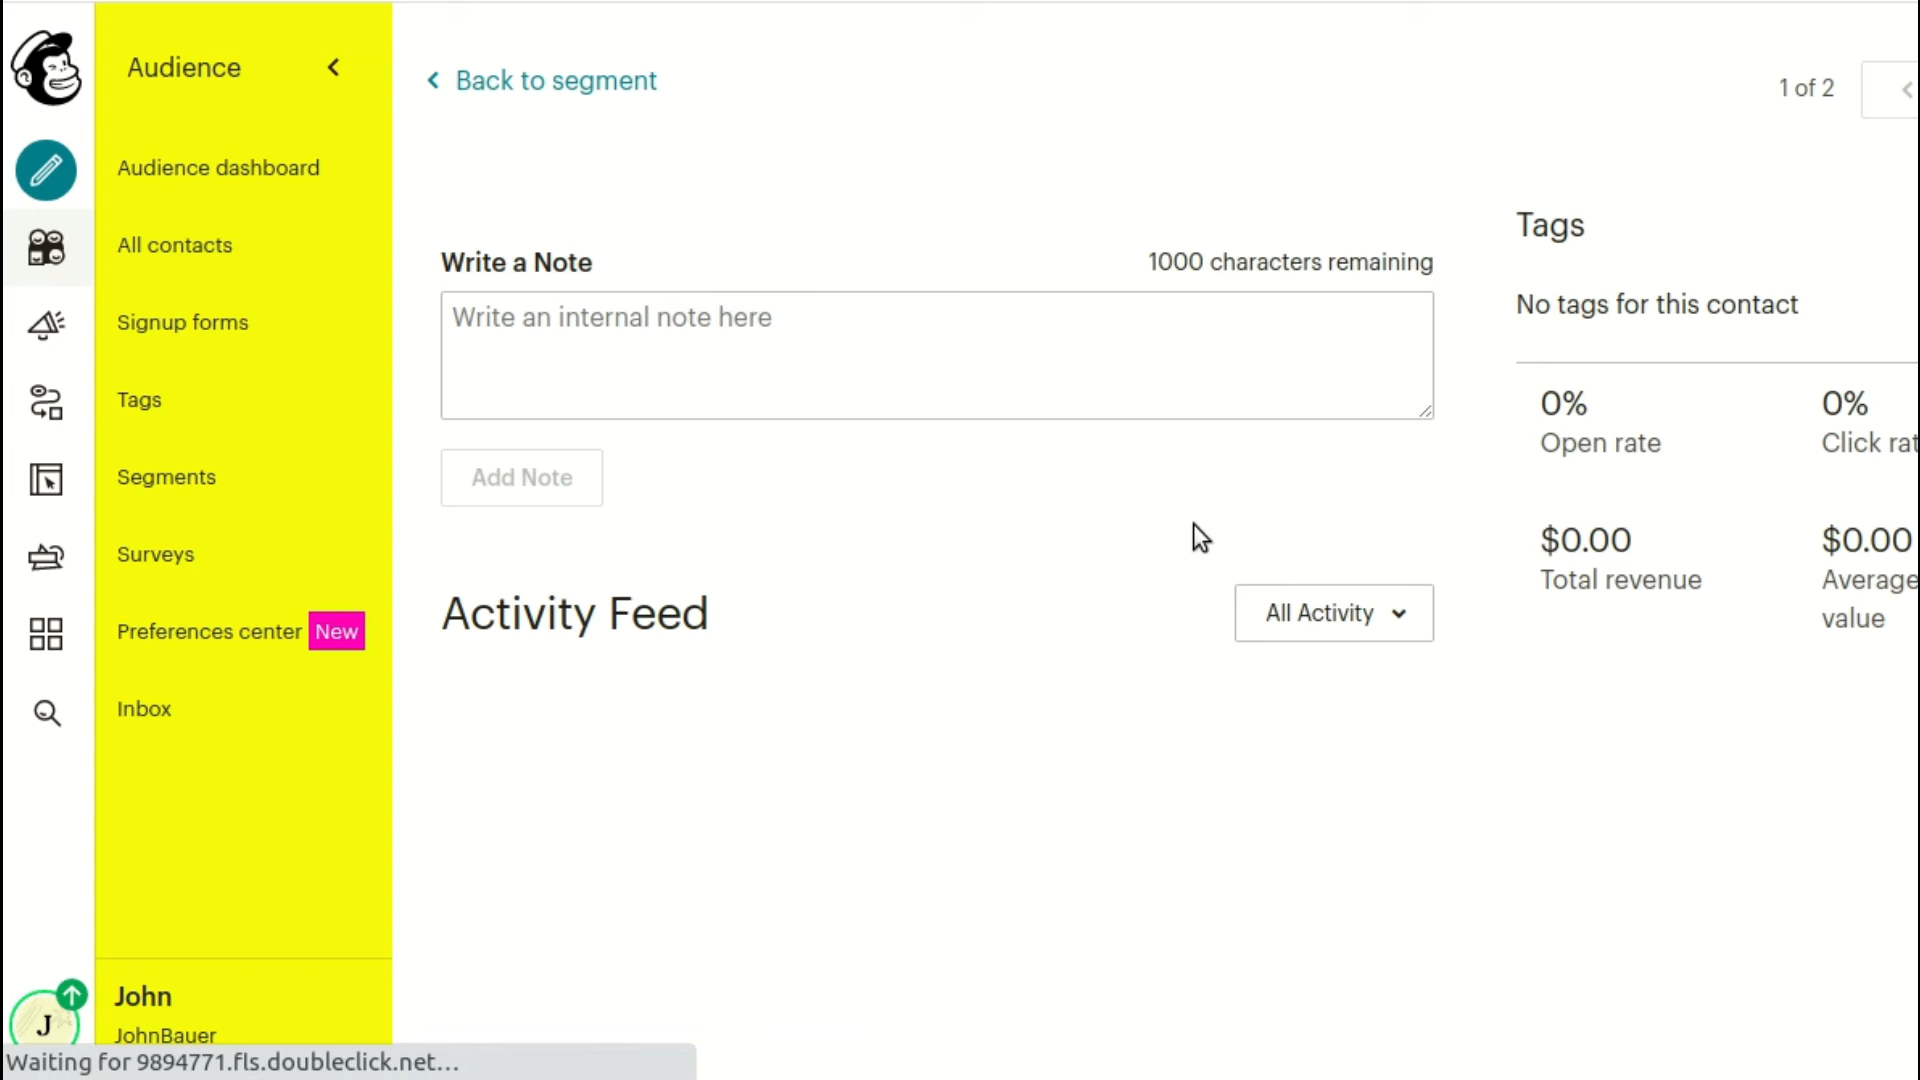 Audience
Audience dashboard
All contacts
Signup forms
Tags
Segments
Surveys
Preferences center New
Inbox
John
JohnBauer
J
Waiting for 9894771.fls.doubleclick.net...
Back to segment
1 of 2
Write a Note
1000 characters remaining
Write an internal note here
Add Note
Activity Feed
All Activity
Tags
No tags for this contact
0%
Open rate
0%
Click rat
$0.00
Total revenue
$0.00
Average
value